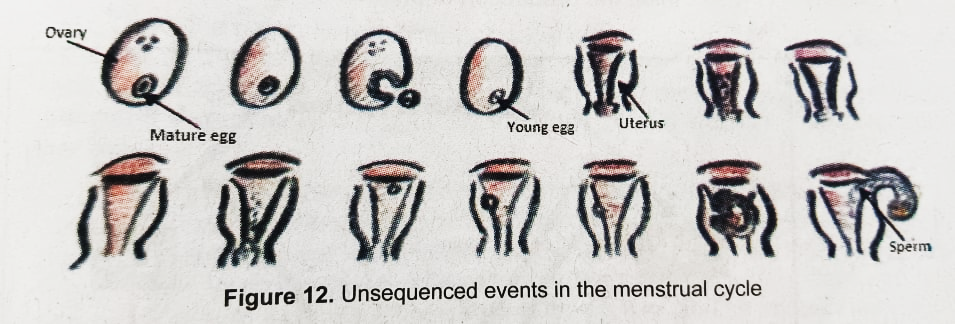 Ovary
Mature egg
Young egg
Uterus
Sperm
Figure 12. Unsequenced events in the menstrual cycle